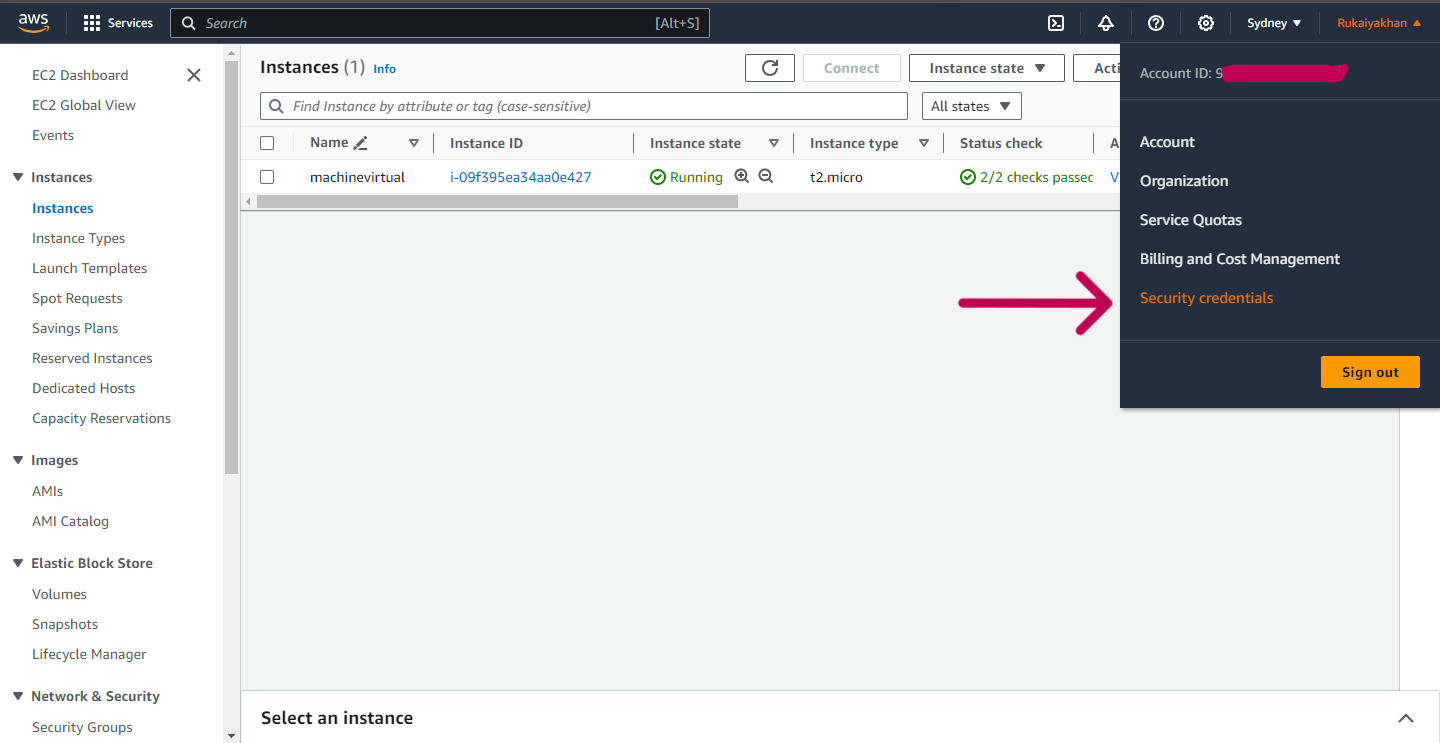 aws
Services
Search
[Alt+S]
Sydney
Rukaiyakhan
EC2 Dashboard
EC2 Global View
Events
Instances
Instances
Instance Types
Launch Templates
Spot Requests
Savings Plans
Reserved Instances
Dedicated Hosts
Capacity Reservations
Images
AMIs
AMI Catalog
Elastic Block Store
Volumes
Snapshots
Lifecycle Manager
Network & Security
Security Groups
Instances (1) Info
Connect
Instance state
Acti
Find Instance by attribute or tag (case-sensitive)
All states
Name
Instance ID
Instance state
Instance type
Status check
A
machinevirtual
i-09f395ea34aa0e427
Running
t2.micro
2/2 checks passec
V
Select an instance
Account ID: 9
Account
Organization
Service Quotas
Billing and Cost Management
Security credentials
Sign out